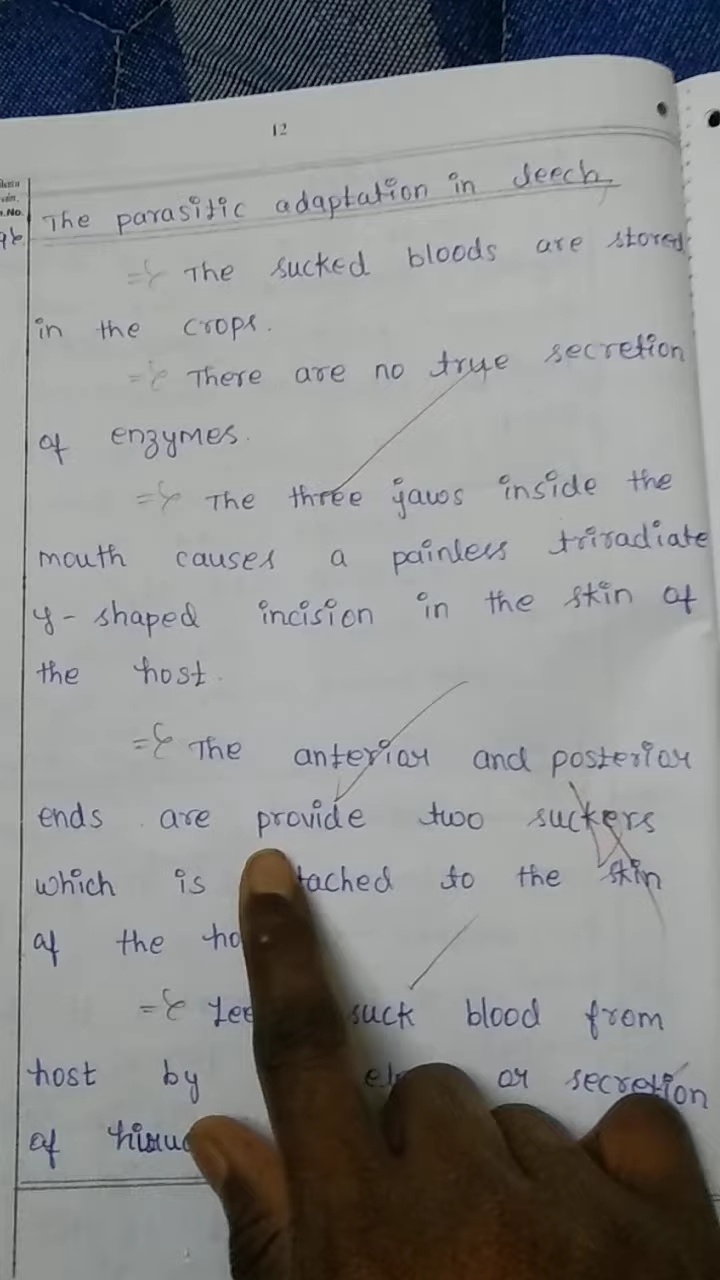 12
The parasitic adaptation in leech
=> The sucked bloods are stored
in the crops.
=> There are no true secretion
of enzymes.
=> The three jaws inside the
mouth causes a painless triradiate
y-shaped incision in the skin of
the host.
=> The anterior and posterior
ends are provide two suckers
which is tached to the skin
of the ho
=> Lee suck blood from
host by or secretion
of hiru